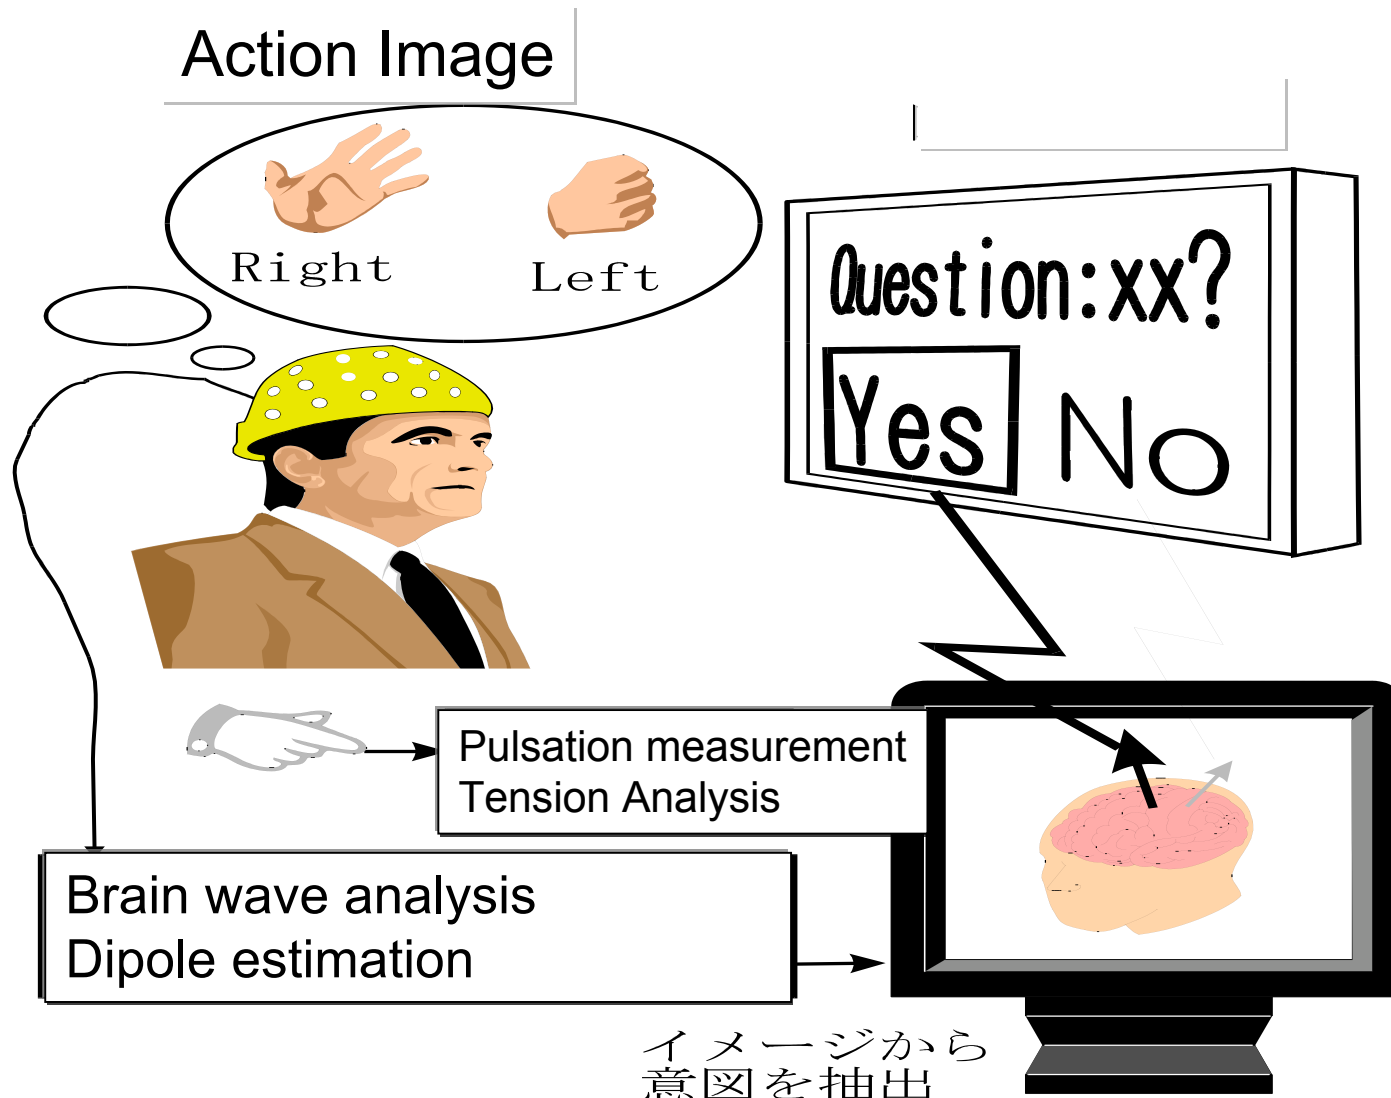 Action Image
Right
Left
Question:xx?
Yes No
Pulsation measurement
Tension Analysis
Brain wave analysis
Dipole estimation
イメージから
意図を抽出